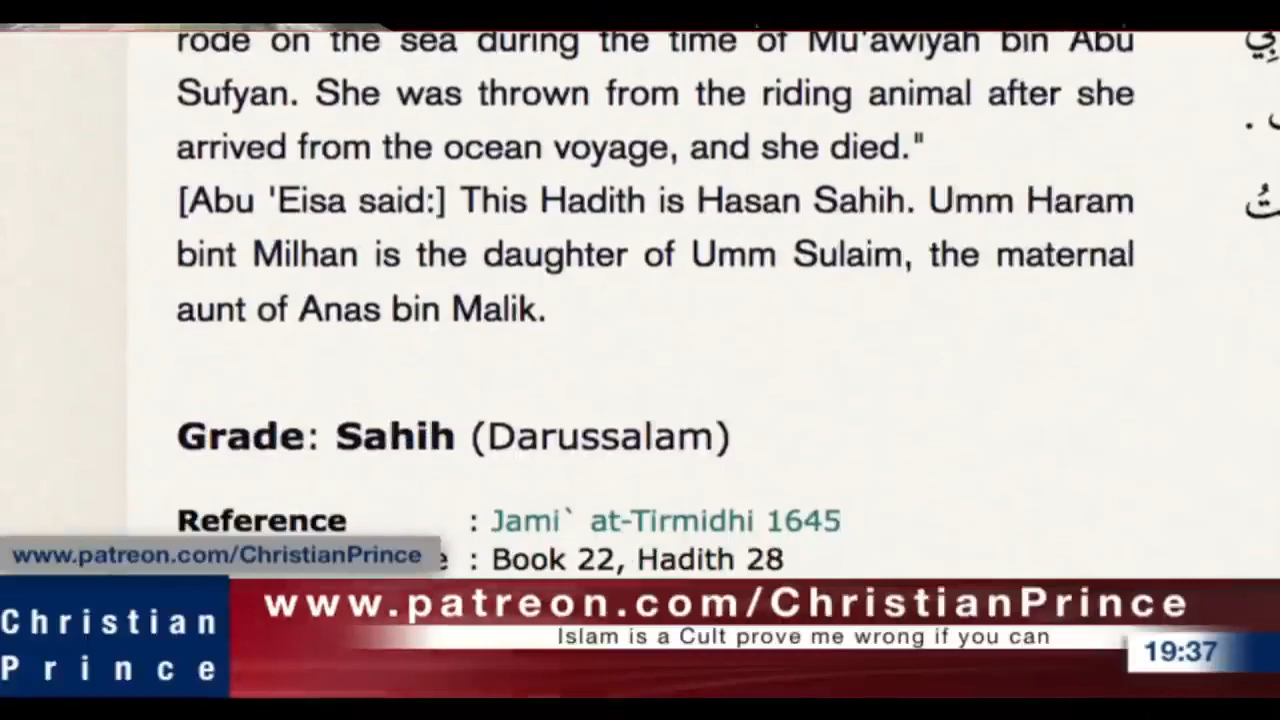 rode on the sea during the time of Mu'awiyah bin Abu
Sufyan. She was thrown from the riding animal after she
arrived from the ocean voyage, and she died."
[Abu 'Eisa said:] This Hadith is Hasan Sahih. Umm Haram
bint Milhan is the daughter of Umm Sulaim, the maternal
aunt of Anas bin Malik.
Grade: Sahih (Darussalam)
Reference : Jami` at-Tirmidhi 1645
www.patreon.com/ChristianPrince e : Book 22, Hadith 28
www.patreon.com/ChristianPrince
Islam is a Cult prove me wrong if you can
Christian
Prince
19:37